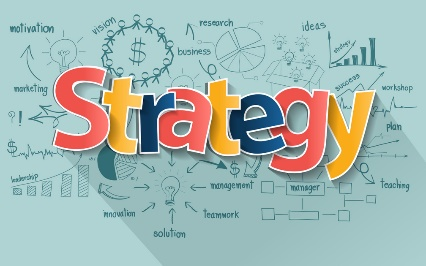 motivation
vision
research
ideas
business
strategy
marketing
success
workshop
Strategy
plan
leadership
management
manager
teaching
innovation
teamwork
solution